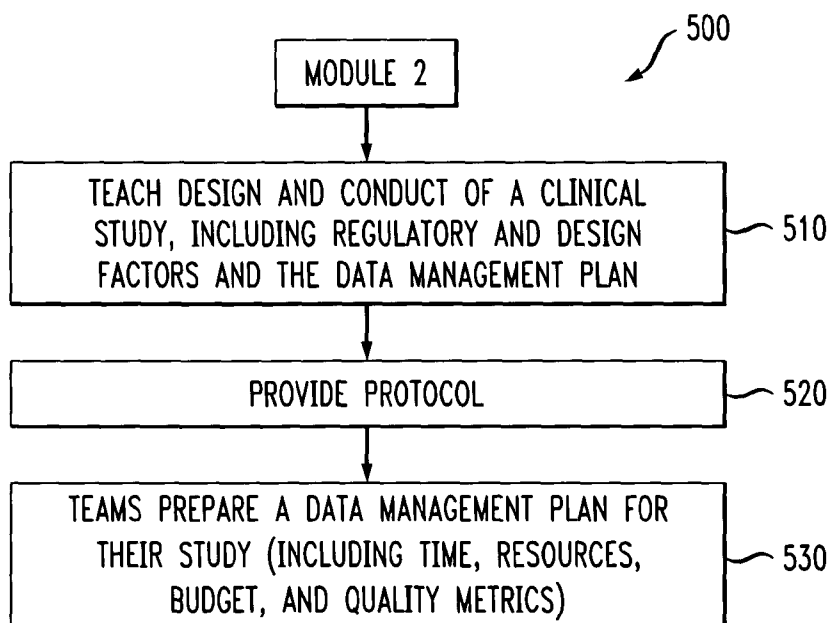 500
MODULE 2
TEACH DESIGN AND CONDUCT OF A CLINICAL
STUDY, INCLUDING REGULATORY AND DESIGN
FACTORS AND THE DATA MANAGEMENT PLAN
510
PROVIDE PROTOCOL
520
TEAMS PREPARE A DATA MANAGEMENT PLAN FOR
THEIR STUDY (INCLUDING TIME, RESOURCES,
BUDGET, AND QUALITY METRICS)
530